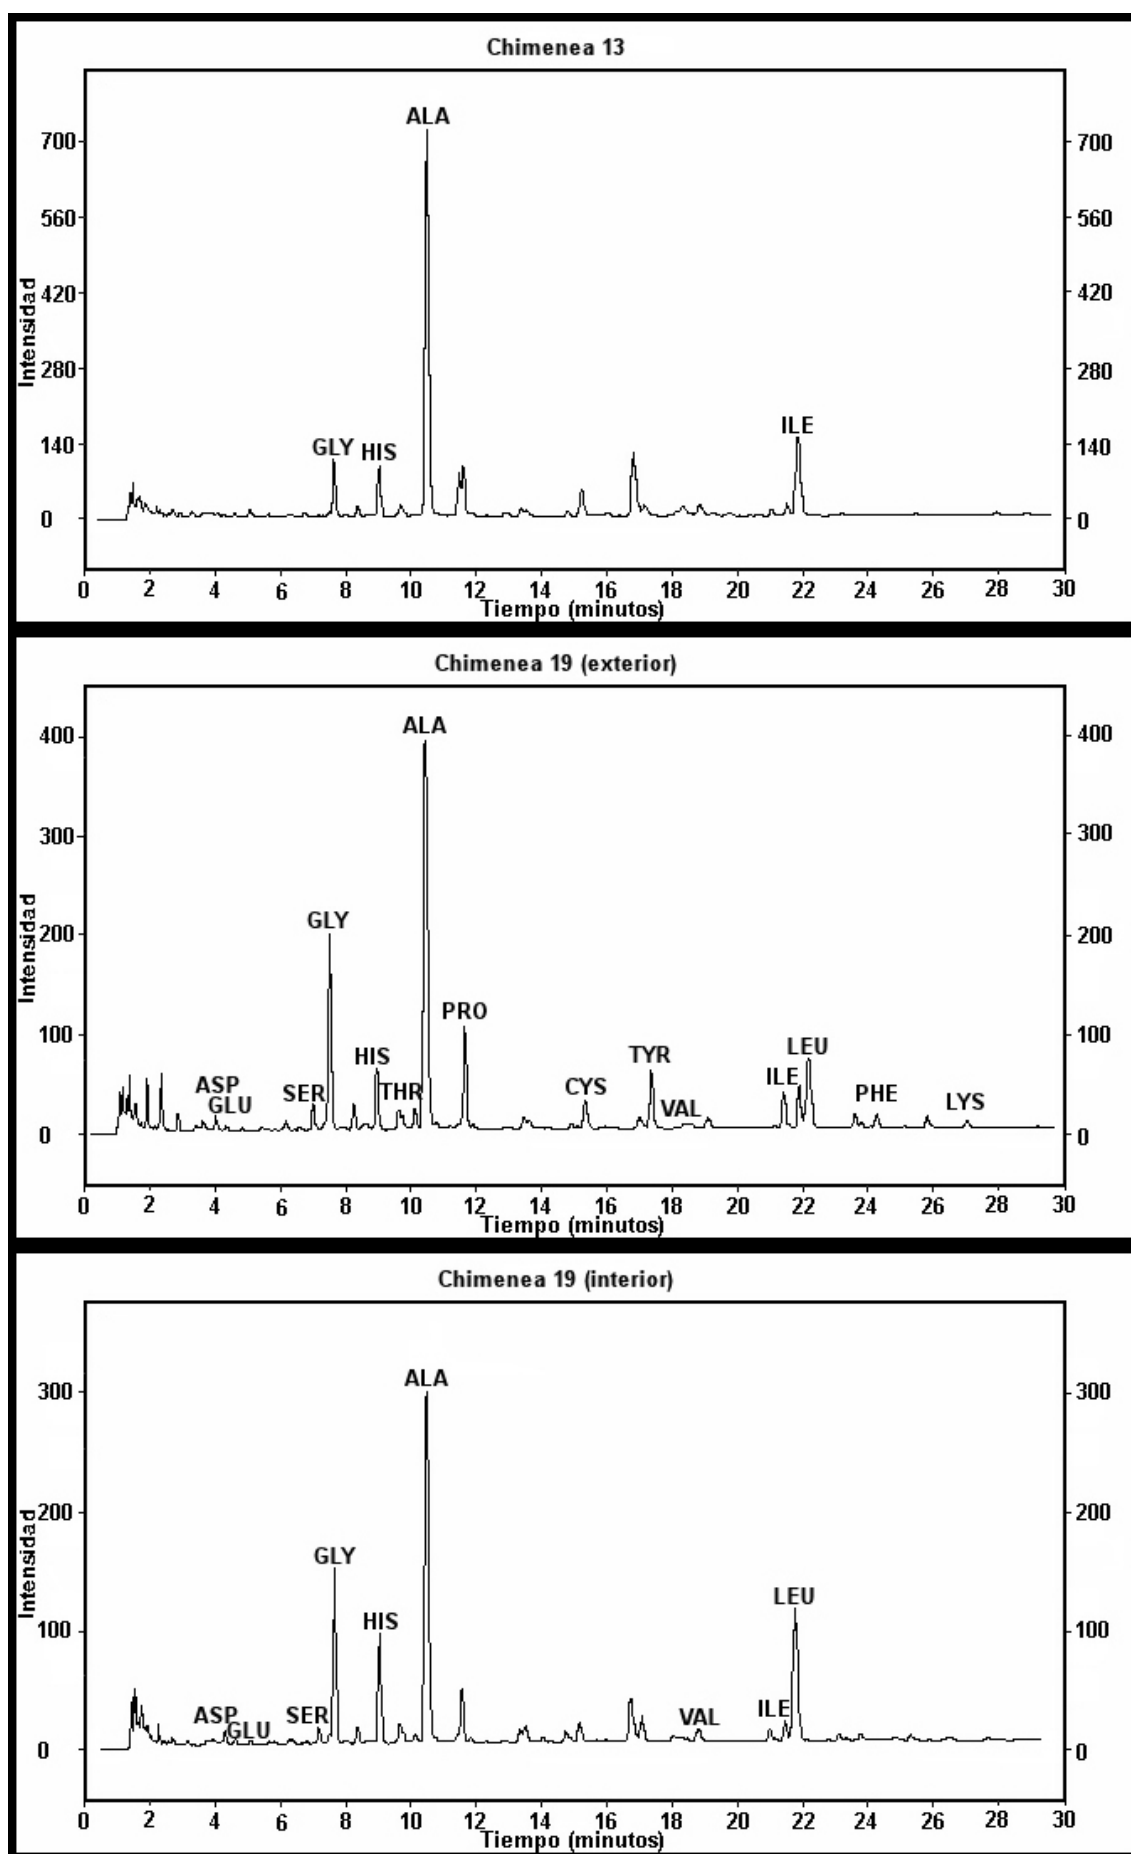 Chimenea 13
ALA
700 700
560 560
420 420
Intensidad
280 280
GLY HIS ILE
140 140
0 0
0 2 4 6 8 10 12 14 16 18 20 22 24 26 28 30
Tiempo (minutos)
Chimenea 19 (exterior)
ALA
400 400
300 300
GLY
Intensidad
200 200
PRO
100 100
HIS TYR LEU
ASP SER THR CYS ILE PHE
GLU VAL LYS
0 0
0 2 4 6 8 10 12 14 16 18 20 22 24 26 28 30
Tiempo (minutos)
Chimenea 19 (interior)
ALA
300 300
Intensidad
200 200
GLY
LEU
HIS
100 100
ASP SER VAL ILE
GLU
0 0
0 2 4 6 8 10 12 14 16 18 20 22 24 26 28 30
Tiempo (minutos)